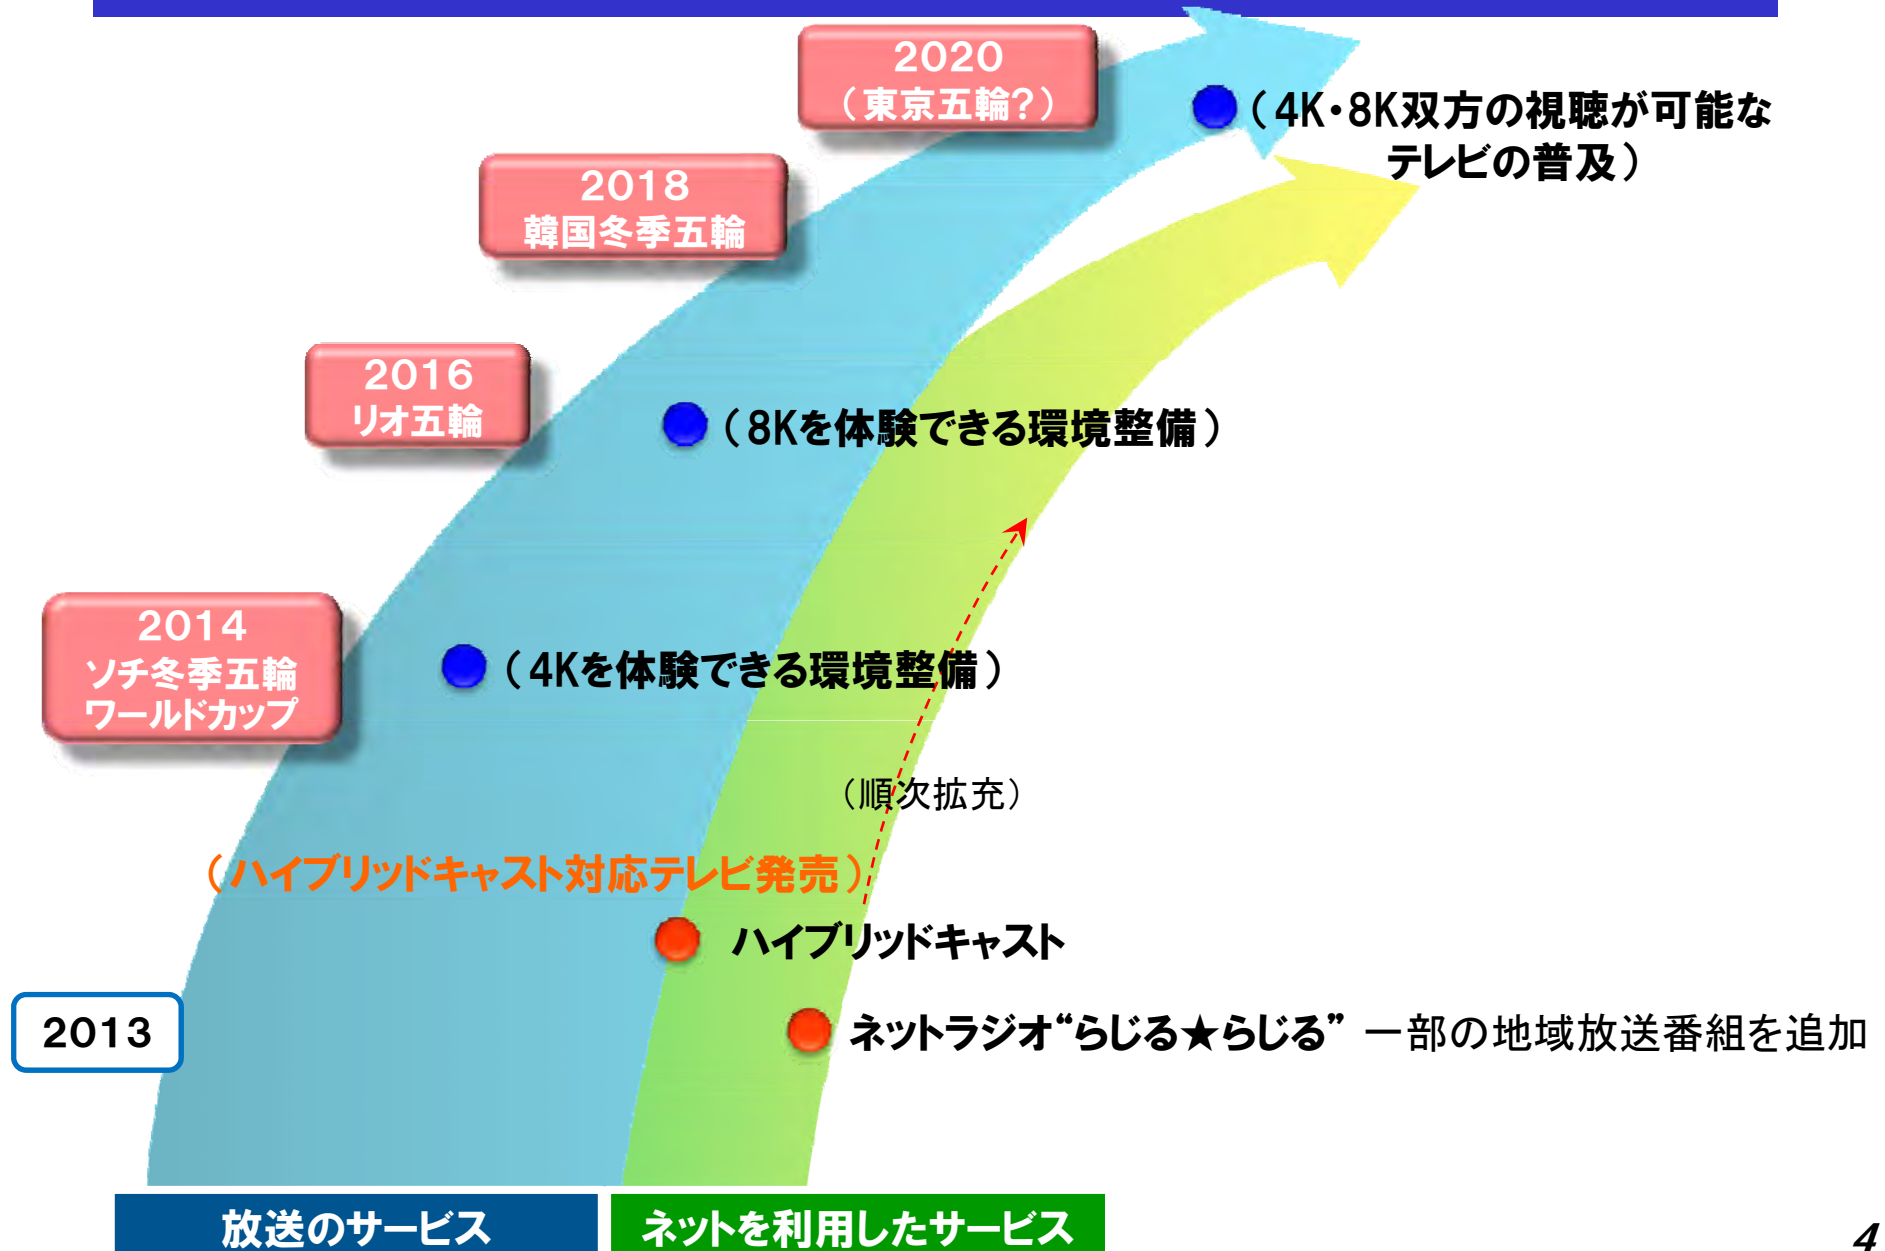 2020
（東京五輪？）
（4K・8K双方の視聴が可能な
テレビの普及）
2018
韓国冬季五輪
2016
リオ五輪
（8Kを体験できる環境整備）
2014
ソチ冬季五輪
ワールドカップ
（4Kを体験できる環境整備）
（順次拡充）
（ハイブリッドキャスト対応テレビ発売）
ハイブリッドキャスト
2013
ネットラジオ“らじる★らじる” 一部の地域放送番組を追加
放送のサービス
ネットを利用したサービス
4